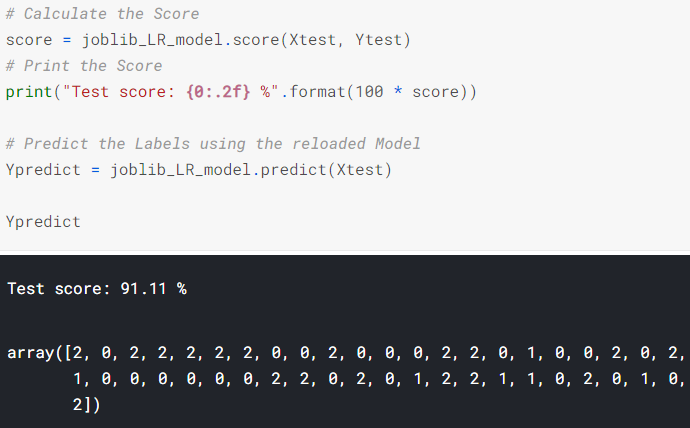 # Calculate the Score
score = joblib_LR_model.score(Xtest, Ytest)
# Print the Score
print("Test score: {0:.2f} %".format(100 * score))
# Predict the Labels using the reloaded Model
Ypredict = joblib_LR_model.predict(Xtest)
Ypredict
Test score: 91.11 %
array([2, 0, 2, 2, 2, 2, 2, 0, 0, 2, 0, 0, 0, 2, 2, 0, 1, 0, 0, 2, 0, 2,
1, 0, 0, 0, 0, 0, 0, 2, 2, 0, 2, 0, 1, 2, 2, 1, 1, 0, 2, 0, 1, 0,
2])